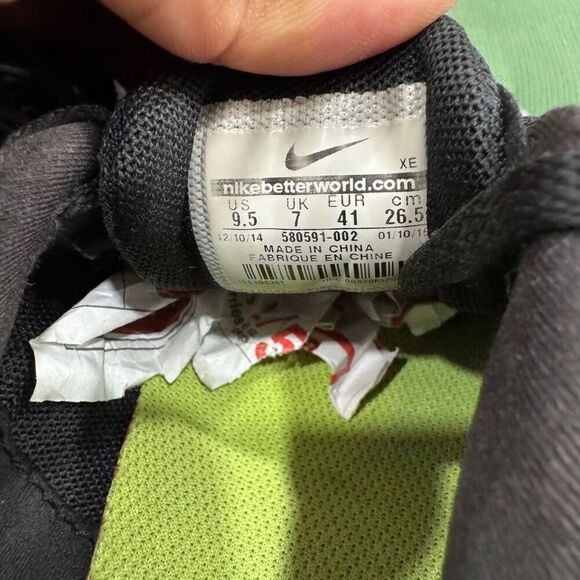 XE
nikebetterworld.com
US UK EUR cm
9.5 7 41 26.5
12/10/14 580591-002 01/10/15
MADE IN CHINA
FABRIQUE EN CHINE